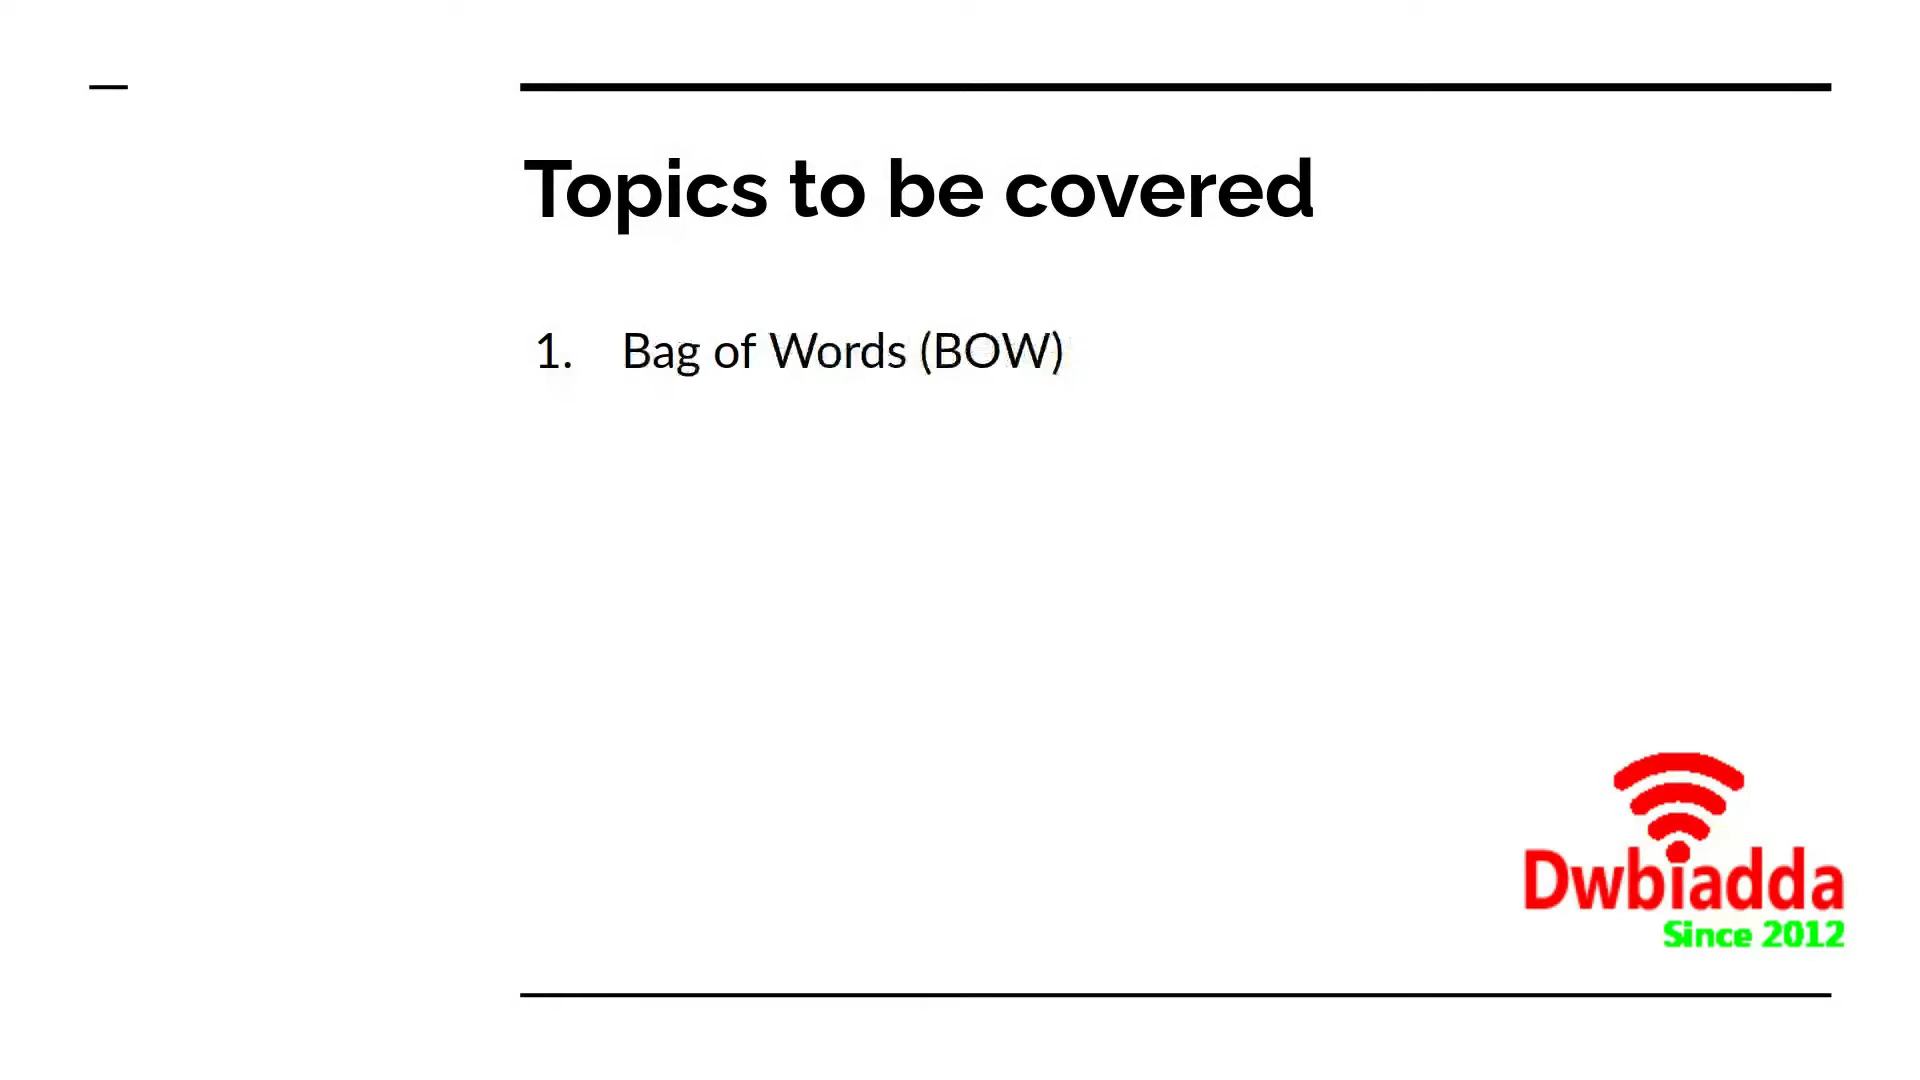 Topics to be covered
1. Bag of Words (BOW)
Dwbiadda
Since 2012